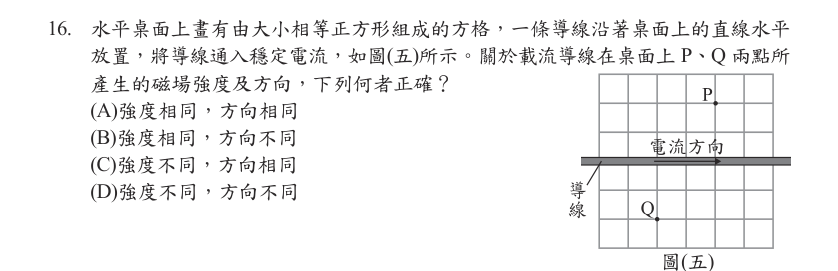 16. 水平桌面上畫有由大小相等正方形組成的方格,一條導線沿著桌面上的直線水平
放置,將導線通入穩定電流,如圖(五)所示。關於載流導線在桌面上 P、Q 兩點所
產生的磁場強度及方向,下列何者正確?
(A)強度相同,方向相同
(B)強度相同,方向不同
(C)強度不同,方向相同
(D)強度不同,方向不同
P
電流方向
導線
Q
圖(五)